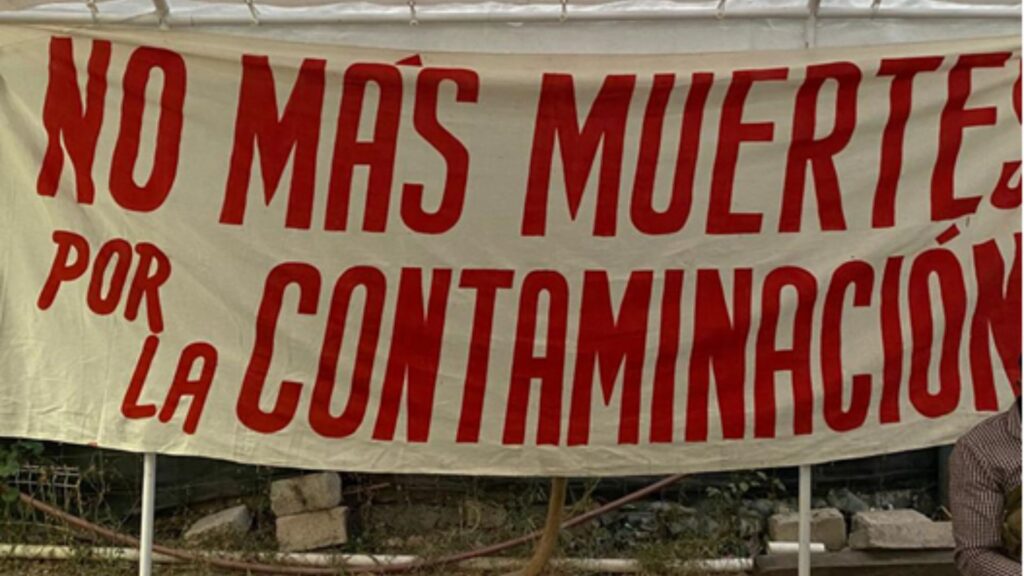 NO MÁS MUERTES
POR
LA CONTAMINACIÓN